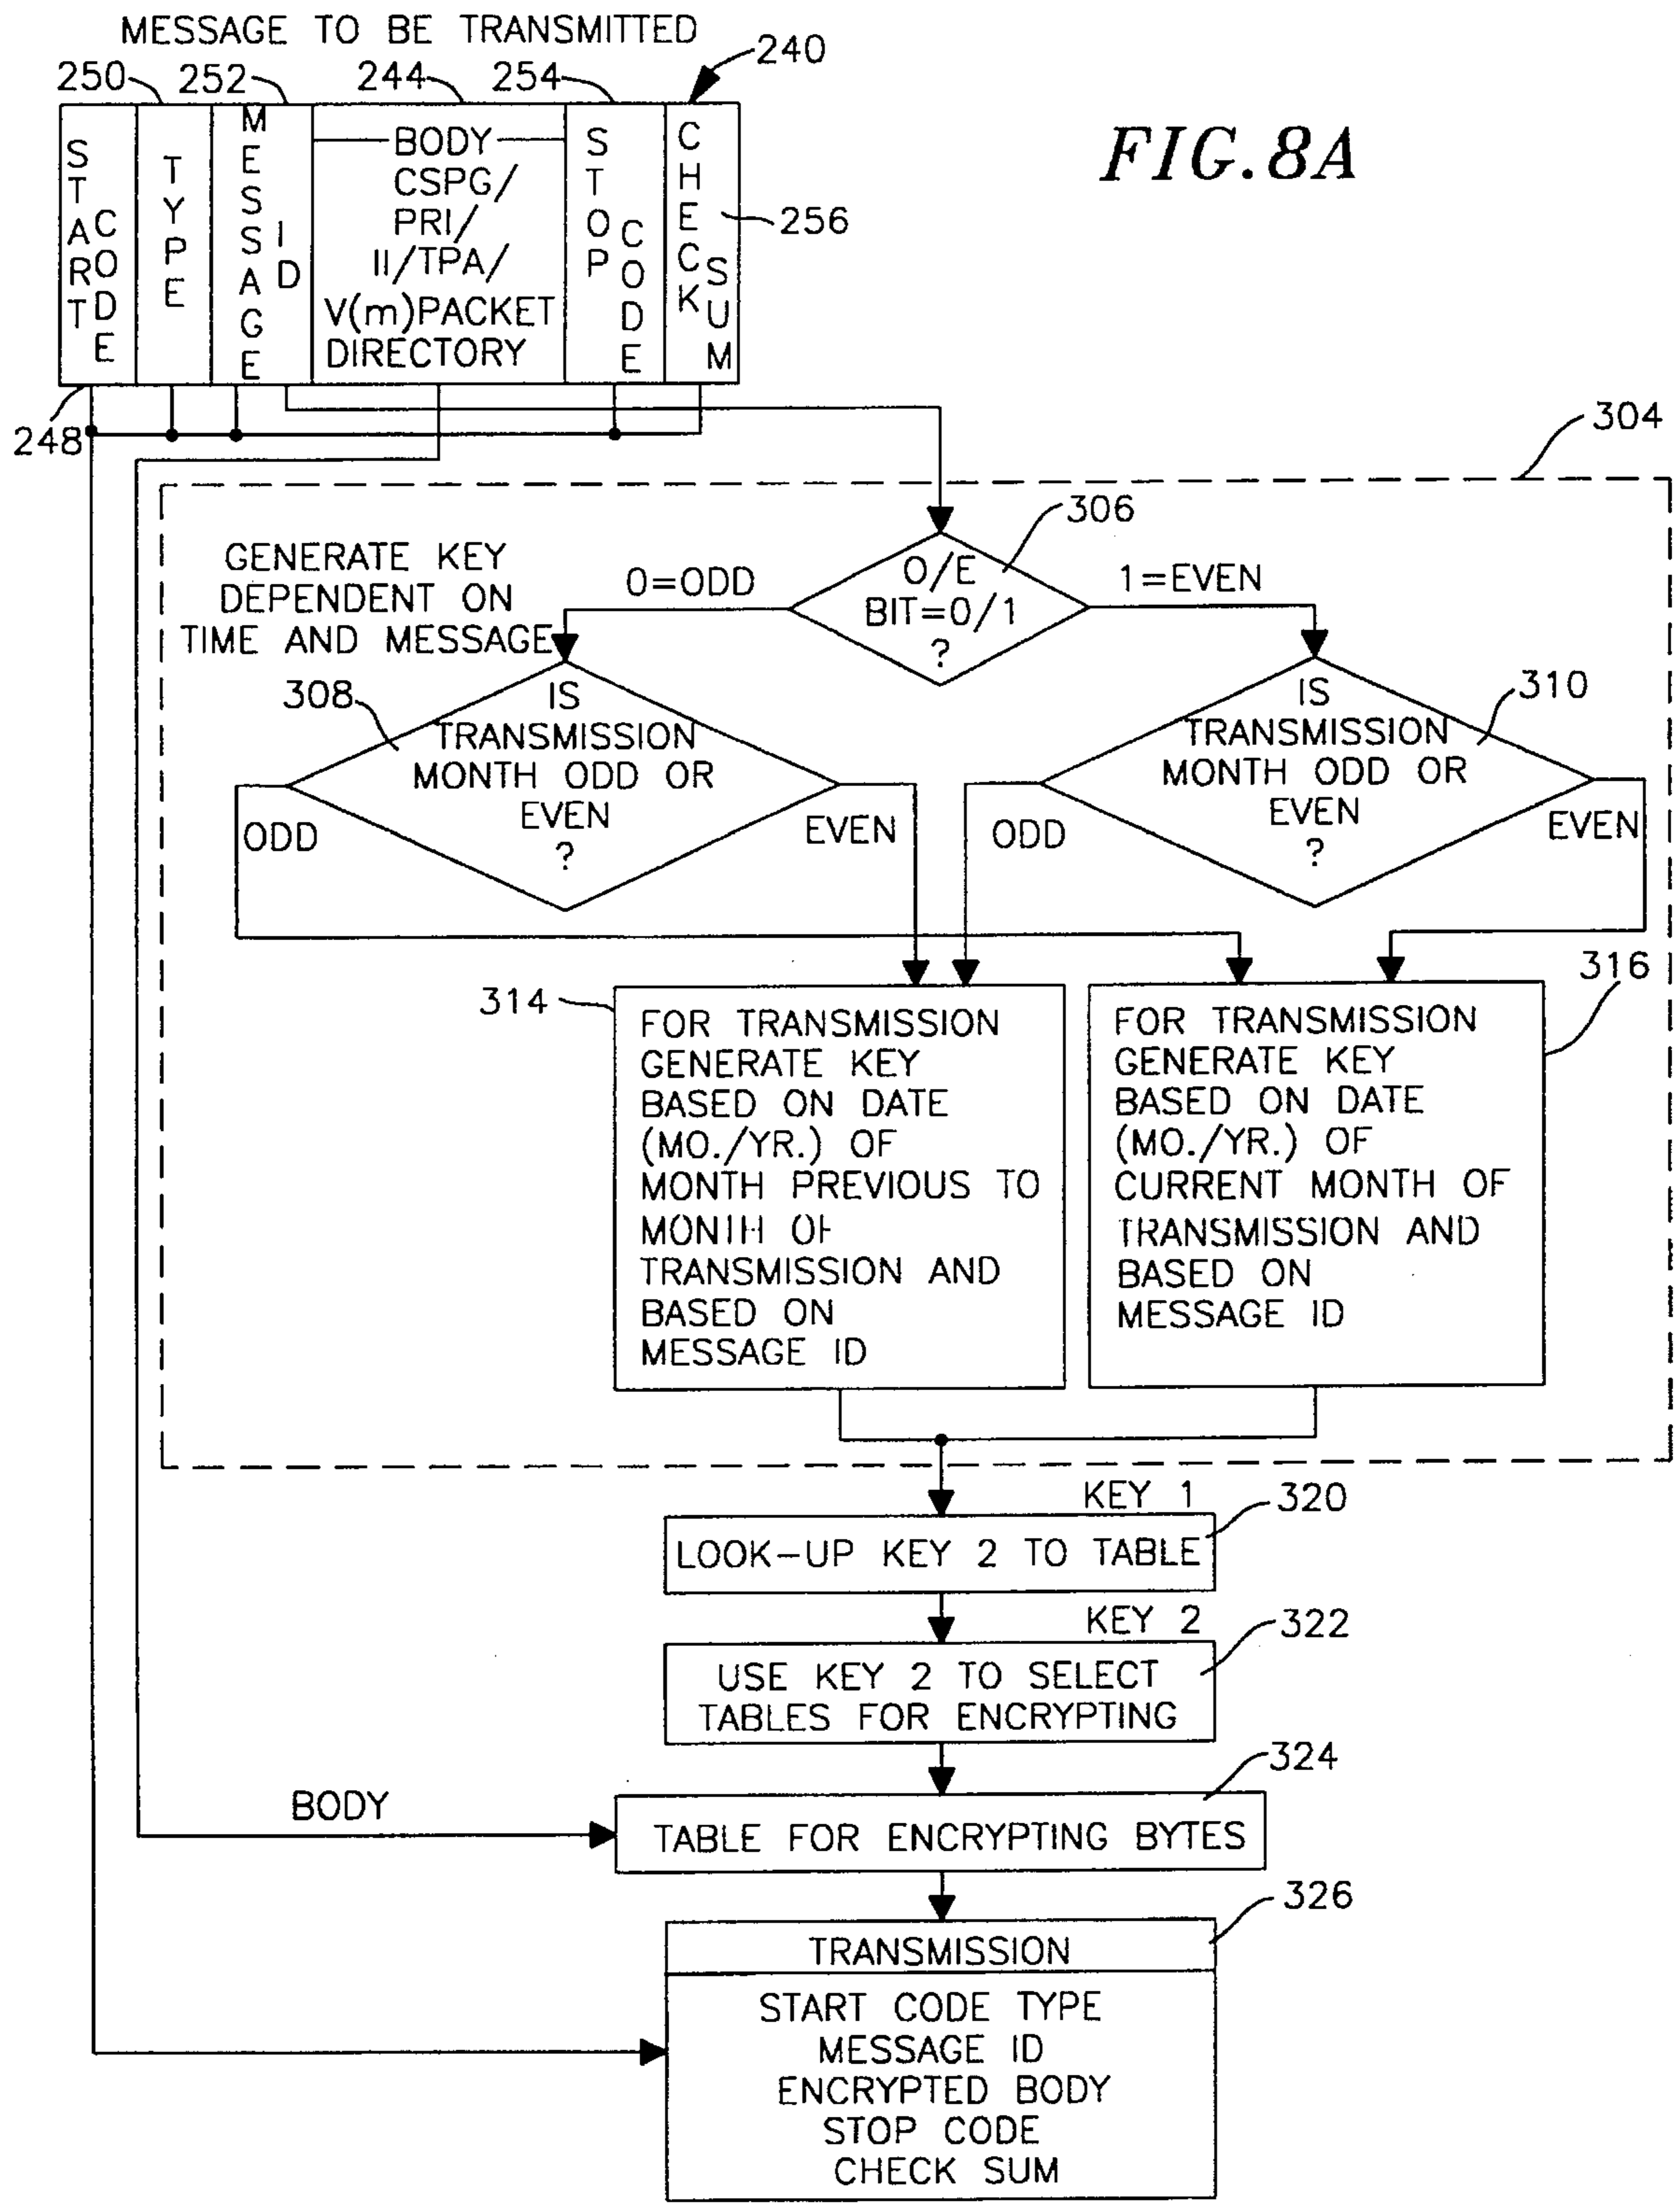 MESSAGE TO BE TRANSMITTED
240
250
252
244
254
FIG.8A
START CODE
TYPE
MESSAGE ID
BODY
CSPG/
PRI/
II/TPA/
V(m)PACKET
DIRECTORY
STOP CODE
CHECK SUM
256
248
304
306
GENERATE KEY
DEPENDENT ON
TIME AND MESSAGE
0=ODD
O/E
BIT=0/1
?
1=EVEN
308
IS
TRANSMISSION
MONTH ODD OR
EVEN
?
ODD
EVEN
310
IS
TRANSMISSION
MONTH ODD OR
EVEN
?
ODD
EVEN
314
FOR TRANSMISSION
GENERATE KEY
BASED ON DATE
(MO./YR.) OF
MONTH PREVIOUS TO
MONTH OF
TRANSMISSION AND
BASED ON
MESSAGE ID
316
FOR TRANSMISSION
GENERATE KEY
BASED ON DATE
(MO./YR.) OF
CURRENT MONTH OF
TRANSMISSION AND
BASED ON
MESSAGE ID
KEY 1
320
LOOK-UP KEY 2 TO TABLE
KEY 2
322
USE KEY 2 TO SELECT
TABLES FOR ENCRYPTING
324
BODY
TABLE FOR ENCRYPTING BYTES
326
TRANSMISSION
START CODE TYPE
MESSAGE ID
ENCRYPTED BODY
STOP CODE
CHECK SUM